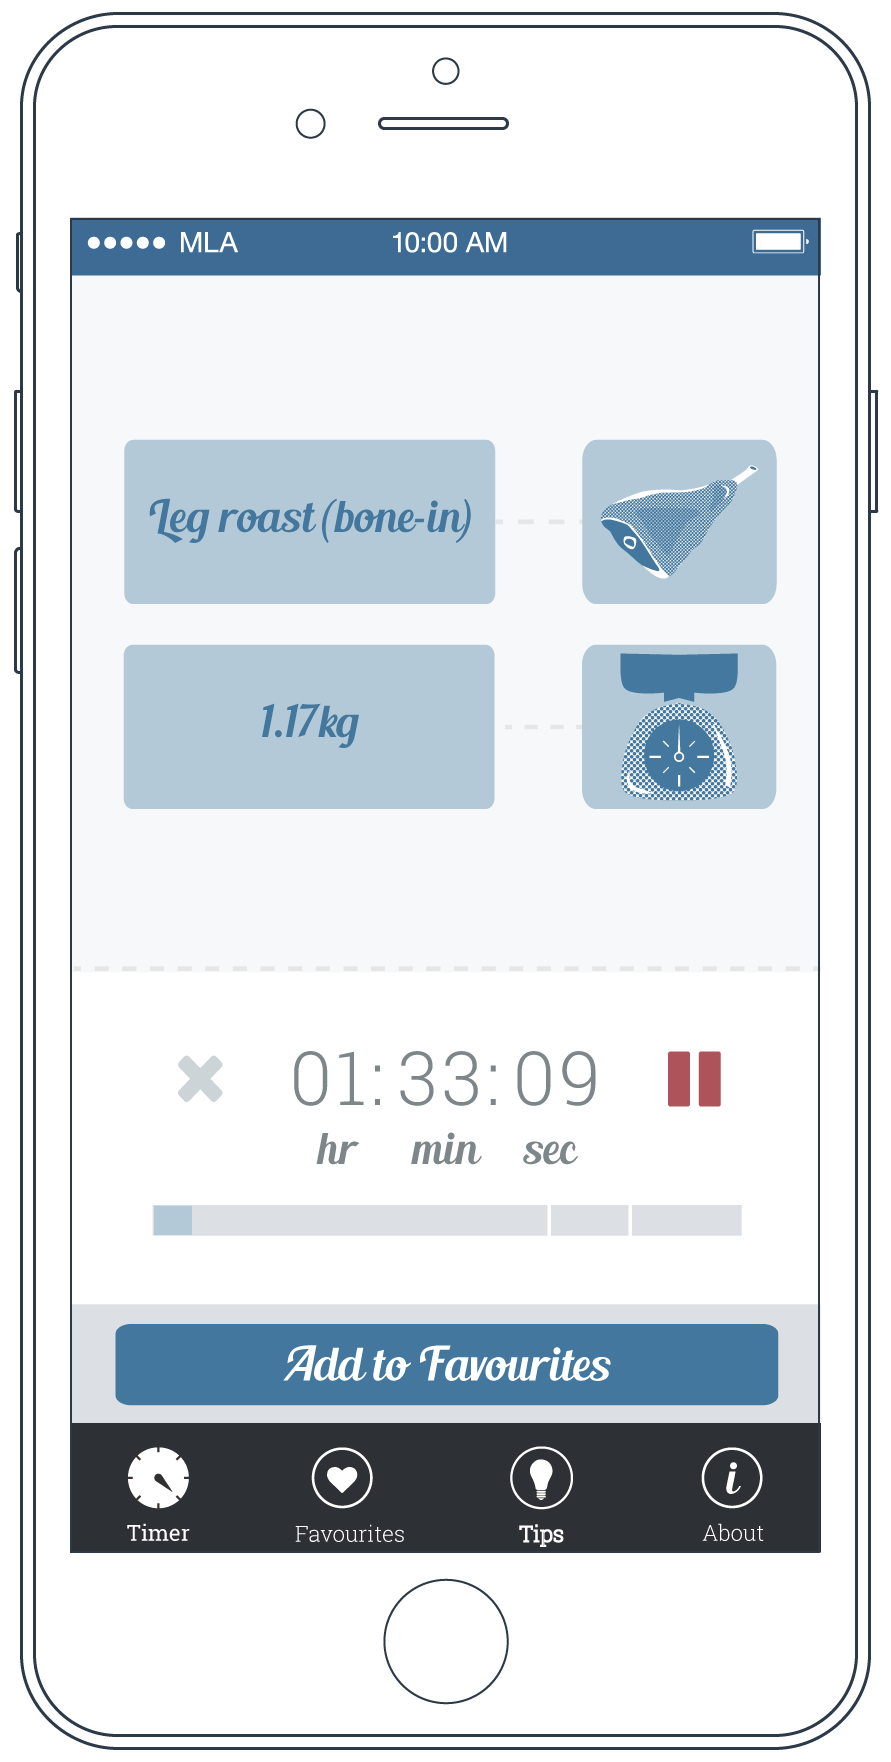 MLA 10:00 AM
Leg roast (bone-in)
1.17kg
01:33:09
hr min sec
Add to Favourites
Timer Favourites Tips About